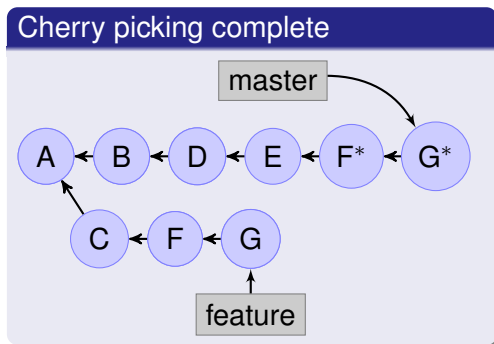 Cherry picking complete
master
A B D E F* G*
C F G
feature